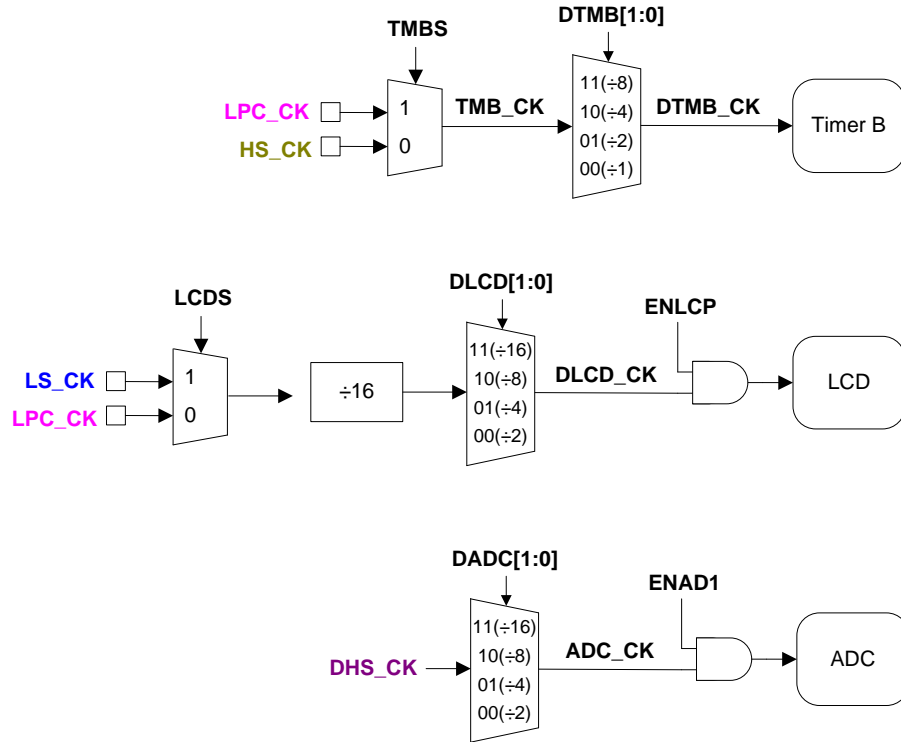 DTMB[1:0]
TMBS
11(÷8)
10(÷4)
01(÷2)
00(÷1)
LPC_CK
1
HS_CK
0
TMB_CK
DTMB_CK
Timer B
DLCD[1:0]
LCDS
ENLCP
11(÷16)
10(÷8)
01(÷4)
00(÷2)
LS_CK
1
LPC_CK
0
÷16
DLCD_CK
LCD
DADC[1:0]
ENAD1
11(÷16)
10(÷8)
01(÷4)
00(÷2)
DHS_CK
ADC_CK
ADC